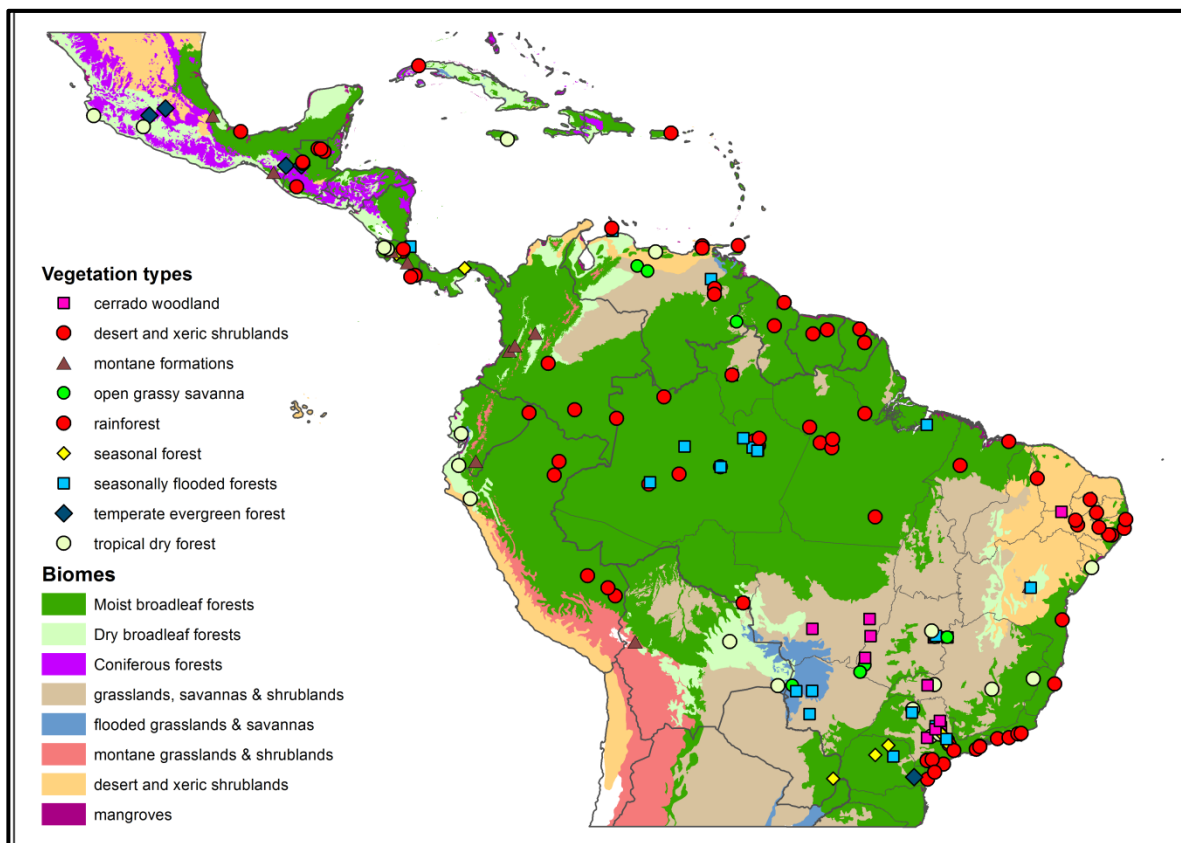 Vegetation types
cerrado woodland
desert and xeric shrublands
montane formations
open grassy savanna
rainforest
seasonal forest
seasonally flooded forests
temperate evergreen forest
tropical dry forest
Biomes
Moist broadleaf forests
Dry broadleaf forests
Coniferous forests
grasslands, savannas & shrublands
flooded grasslands & savannas
montane grasslands & shrublands
desert and xeric shrublands
mangroves